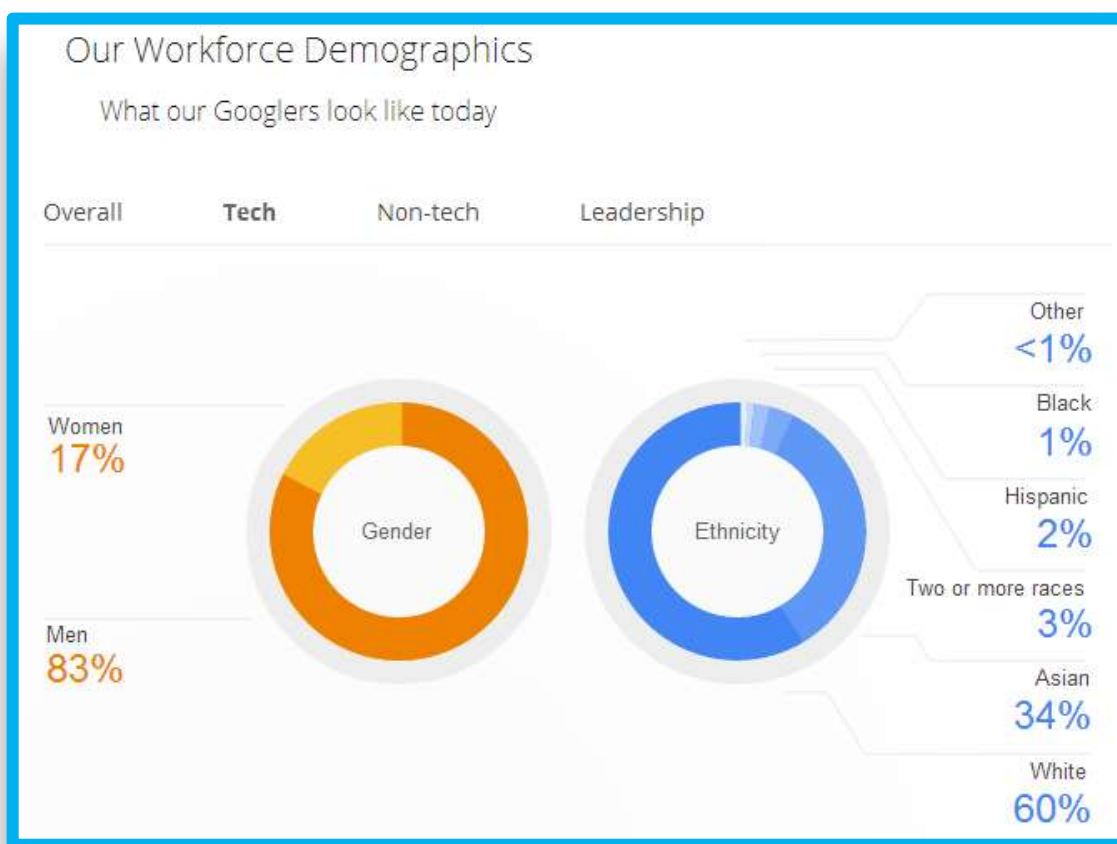 Our Workforce Demographics
What our Googlers look like today
Overall Tech Non-tech Leadership
Women
17%
Men
83%
Gender
Ethnicity
Other
<1%
Black
1%
Hispanic
2%
Two or more races
3%
Asian
34%
White
60%